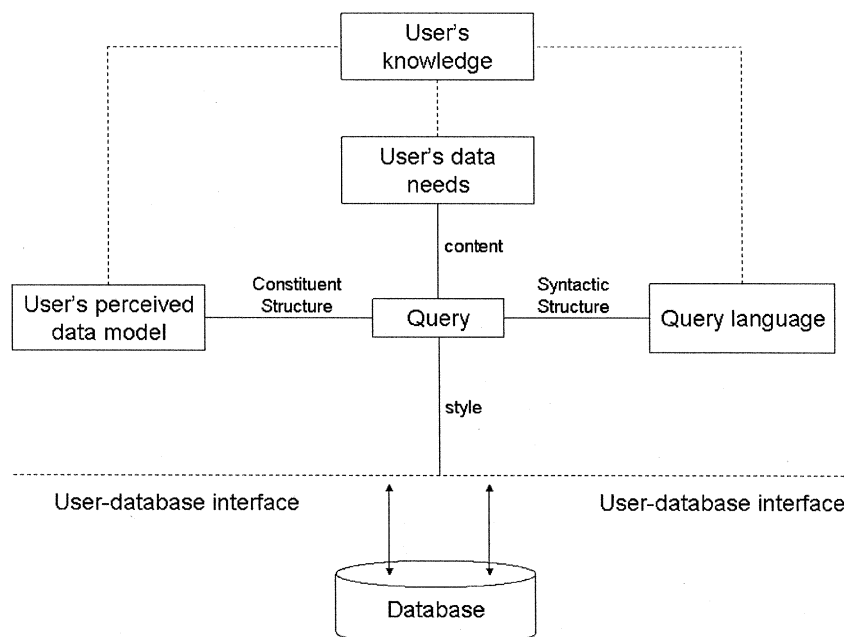 User's
knowledge
User's data
needs
content
Constituent
Structure
Syntactic
Structure
User's perceived
data model
Query
Query language
style
User-database interface
User-database interface
Database